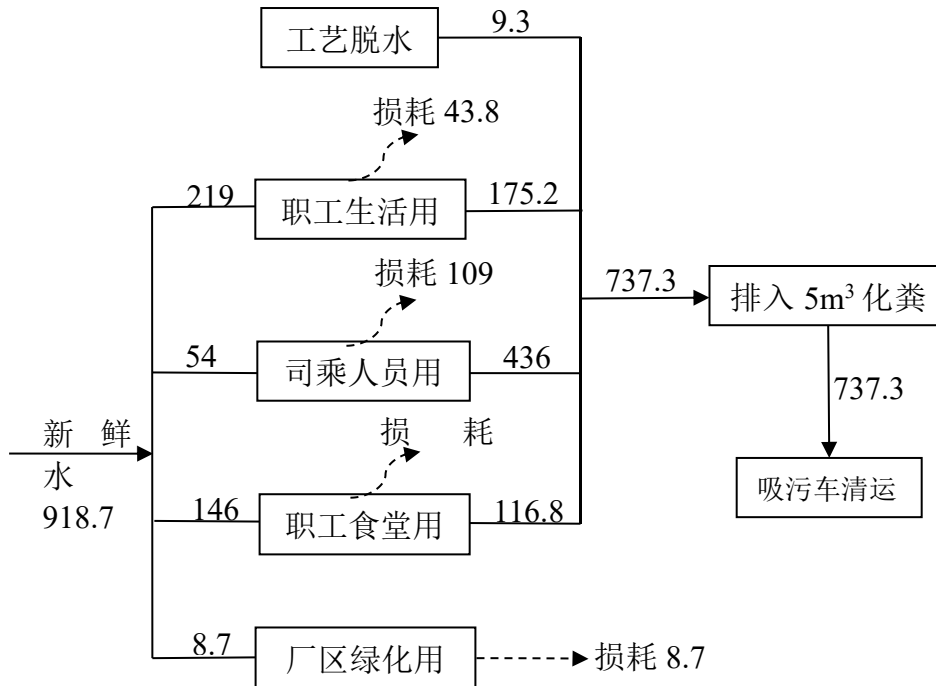 工艺脱水
9.3
损耗 43.8
219
职工生活用
175.2
损耗 109
54
司乘人员用
436
737.3
排入 5m³ 化粪
737.3
吸污车清运
新 鲜
水
918.7
损 耗
146
职工食堂用
116.8
8.7
厂区绿化用
损耗 8.7